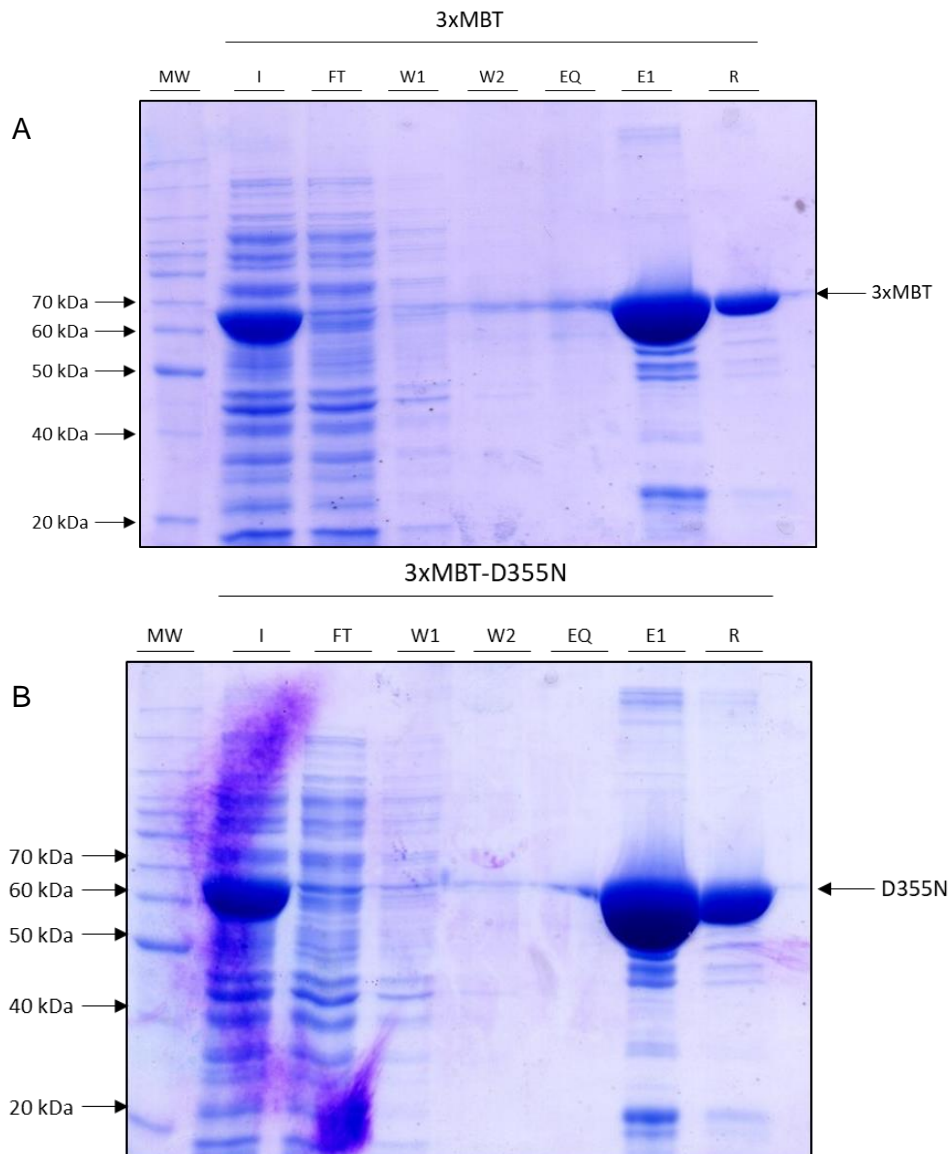 3xMBT
MW I FT W1 W2 EQ E1 R
A
70 kDa
3xMBT
60 kDa
50 kDa
40 kDa
20 kDa
3xMBT-D355N
MW I FT W1 W2 EQ E1 R
B
70 kDa
60 kDa
D355N
50 kDa
40 kDa
20 kDa